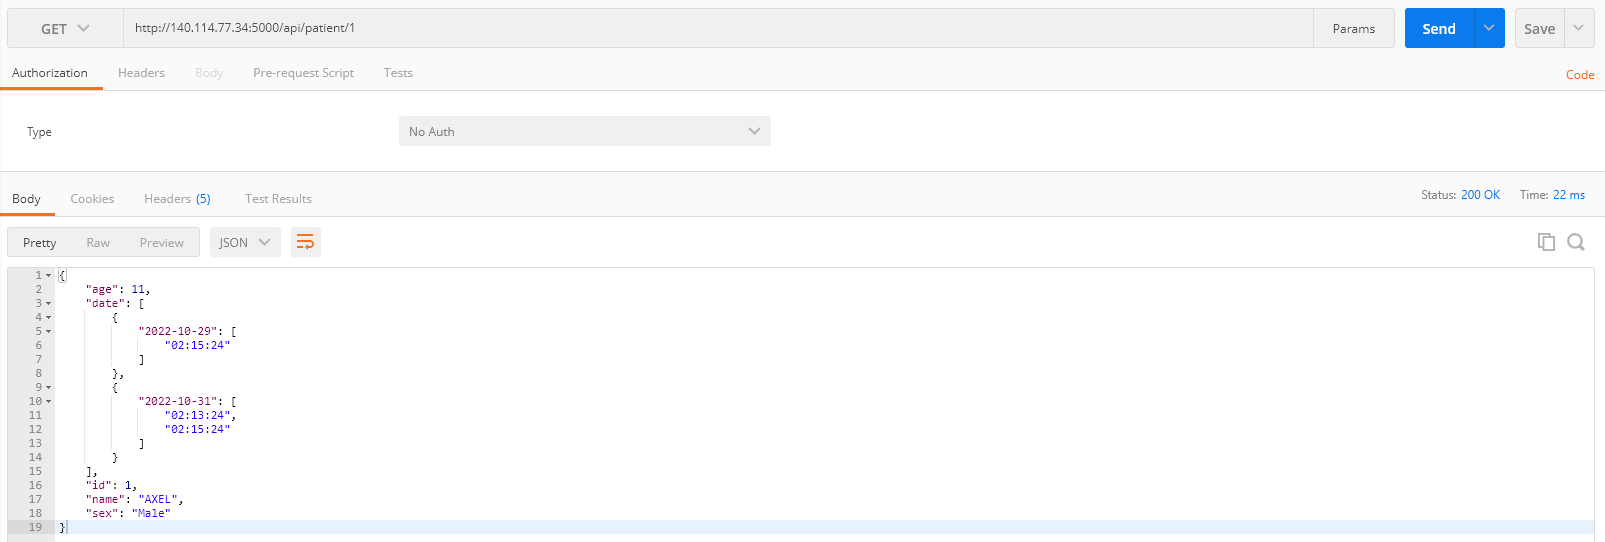 GET http://140.114.77.34:5000/api/patient/1 Params Send Save
Authorization Headers Body Pre-request Script Tests Code
Type No Auth
Body Cookies Headers (5) Test Results Status: 200 OK Time: 22 ms
Pretty Raw Preview JSON
1 {
2 "age": 11,
3 "date": [
4 {
5 "2022-10-29": [
6 "02:15:24"
7 ]
8 },
9 {
10 "2022-10-31": [
11 "02:13:24",
12 "02:15:24"
13 ]
14 }
15 ],
16 "id": 1,
17 "name": "AXEL",
18 "sex": "Male"
19 }